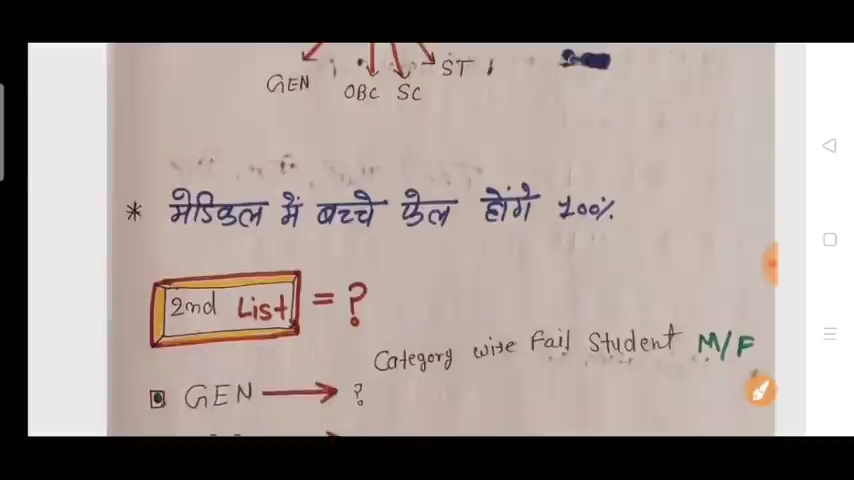 GEN OBC SC ST
* मेडिकल में बच्चे फेल होंगे 100%
2nd List = ?
Category wise Fail Student M/F
GEN → ?